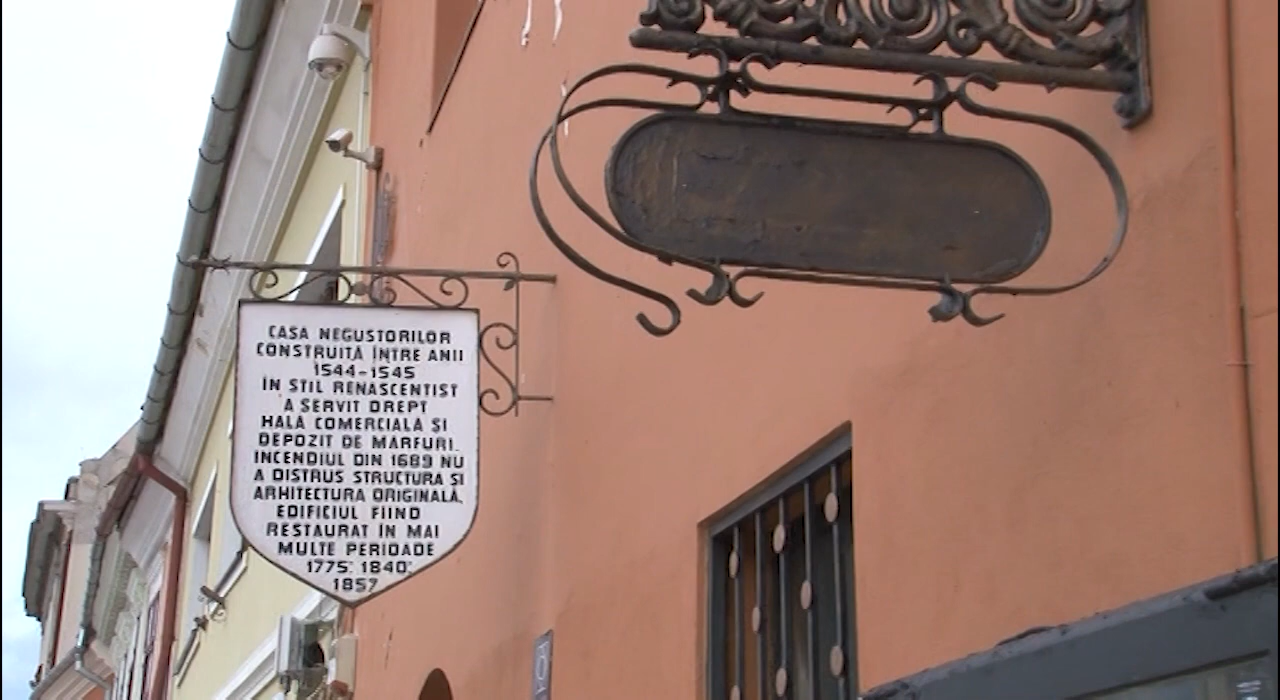 CASA NEGUSTORILOR
CONSTRUITĂ ÎNTRE ANII
1544-1545
ÎN STIL RENASCENTIST
A SERVIT DREPT
HALĂ COMERCIALĂ ȘI
DEPOZIT DE MĂRFURI.
INCENDIUL DIN 1689 NU
A DISTRUS STRUCTURA ȘI
ARHITECTURA ORIGINALĂ,
EDIFICIUL FIIND
RESTAURAT ÎN MAI
MULTE PERIOADE
1775; 1840;
1857